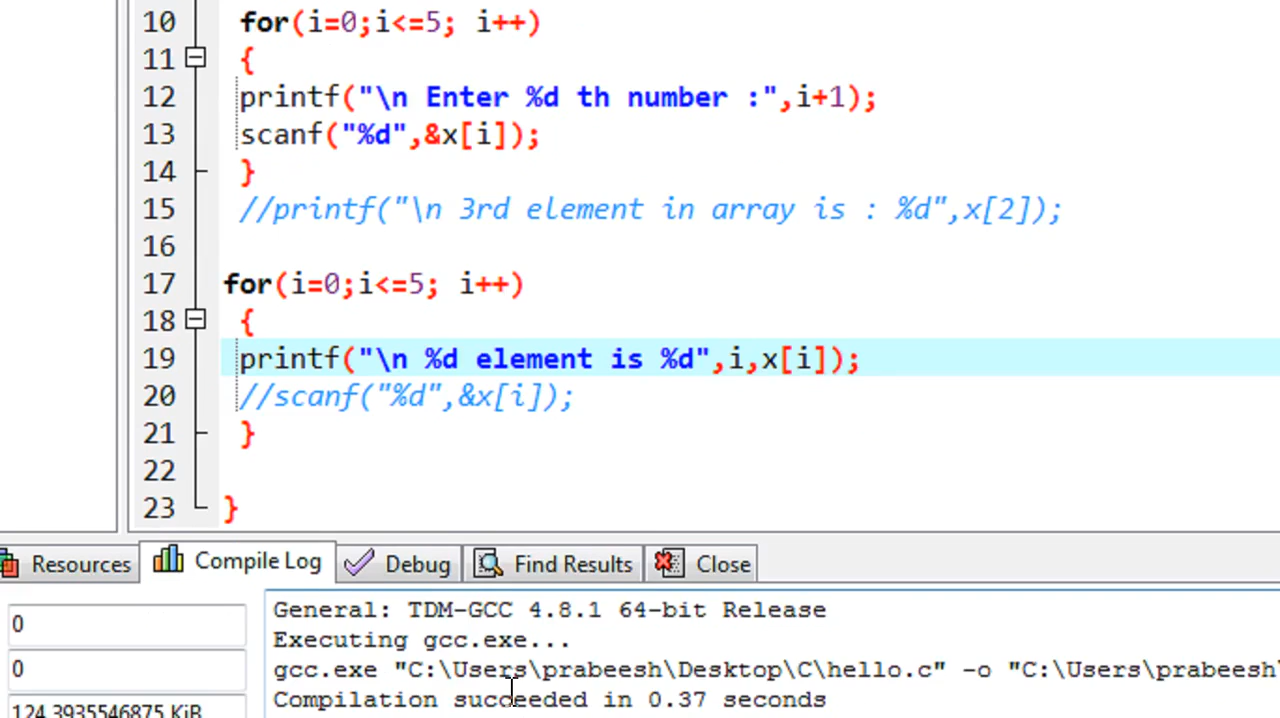 10 for(i=0;i<=5; i++)
11 {
12 printf("\n Enter %d th number :",i+1);
13 scanf("%d",&x[i]);
14 }
15 //printf("\n 3rd element in array is : %d",x[2]);
16
17 for(i=0;i<=5; i++)
18 {
19 printf("\n %d element is %d",i,x[i]);
20 //scanf("%d",&x[i]);
21 }
22
23 }
Resources Compile Log Debug Find Results Close
0
0
124.3935546875 KiB
General: TDM-GCC 4.8.1 64-bit Release
Executing gcc.exe...
gcc.exe "C:\Users\prabeesh\Desktop\C\hello.c" -o "C:\Users\prabeesh
Compilation succeeded in 0.37 seconds